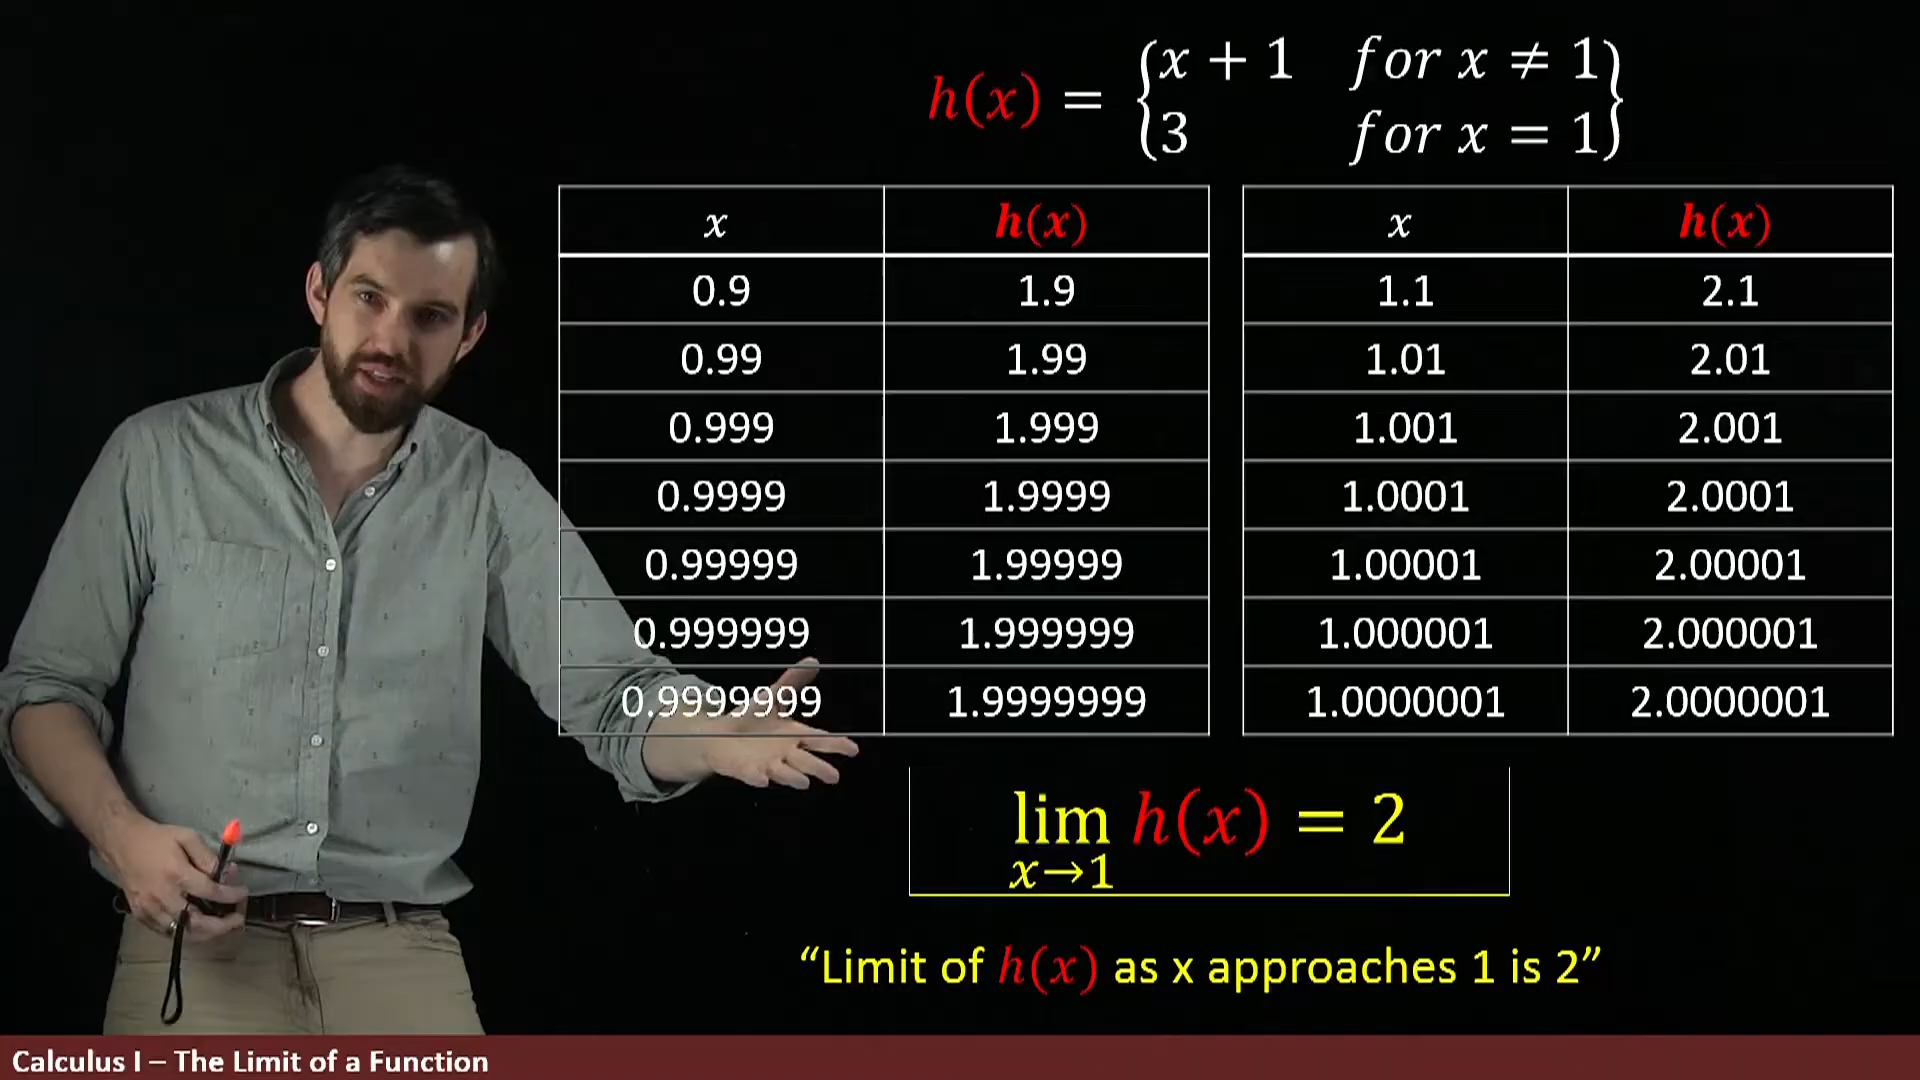 h(x) = {x + 1 for x ≠ 1
3 for x = 1}
x h(x) x h(x)
0.9 1.9 1.1 2.1
0.99 1.99 1.01 2.01
0.999 1.999 1.001 2.001
0.9999 1.9999 1.0001 2.0001
0.99999 1.99999 1.00001 2.00001
0.999999 1.999999 1.000001 2.000001
0.9999999 1.9999999 1.0000001 2.0000001
lim h(x) = 2
x→1
“Limit of h(x) as x approaches 1 is 2”
Calculus I – The Limit of a Function